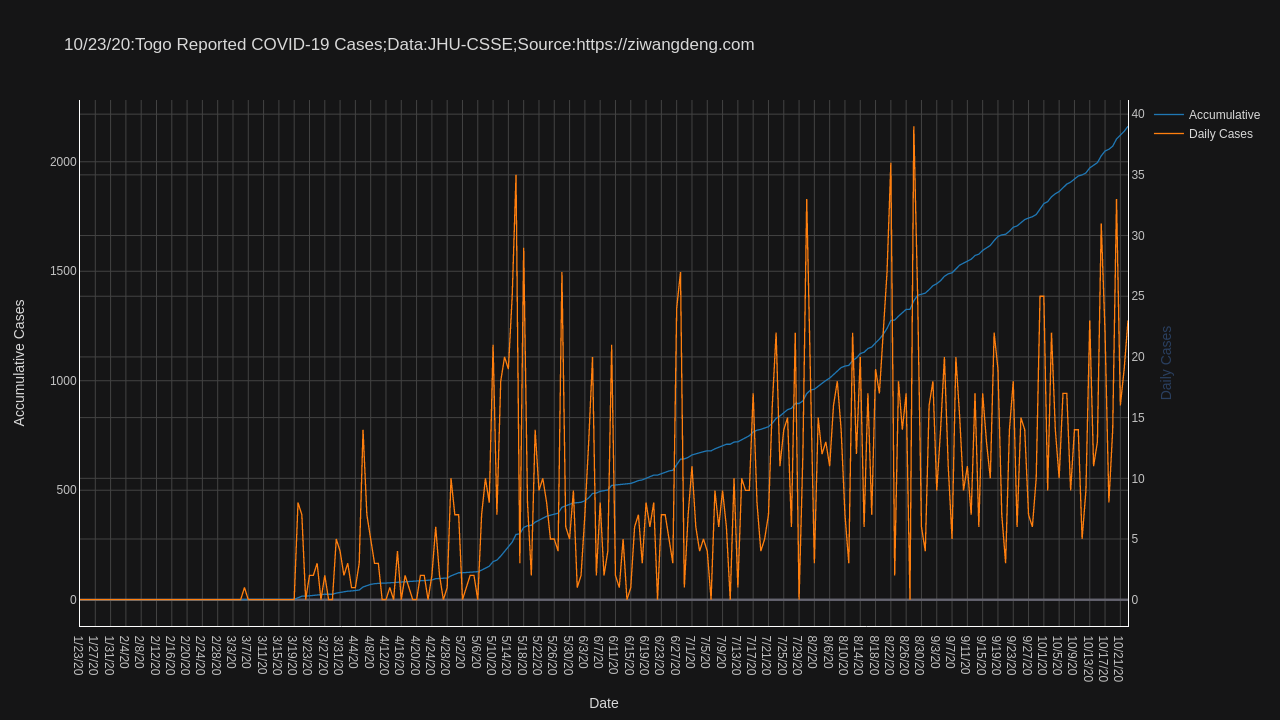 10/23/20:Togo Reported COVID-19 Cases;Data:JHU-CSSE;Source:https://ziwangdeng.com
Accumulative
Daily Cases
Accumulative Cases
2000
1500
1000
500
0
40
35
30
25
20
15
10
5
0
Daily Cases
1/23/20 1/27/20 1/31/20 2/4/20 2/8/20 2/12/20 2/16/20 2/20/20 2/24/20 2/28/20 3/3/20 3/7/20 3/11/20 3/15/20 3/19/20 3/23/20 3/27/20 3/31/20 4/4/20 4/8/20 4/12/20 4/16/20 4/20/20 4/24/20 4/28/20 5/2/20 5/6/20 5/10/20 5/14/20 5/18/20 5/22/20 5/26/20 5/30/20 6/3/20 6/7/20 6/11/20 6/15/20 6/19/20 6/23/20 6/27/20 7/1/20 7/5/20 7/9/20 7/13/20 7/17/20 7/21/20 7/25/20 7/29/20 8/2/20 8/6/20 8/10/20 8/14/20 8/18/20 8/22/20 8/26/20 8/30/20 9/3/20 9/7/20 9/11/20 9/15/20 9/19/20 9/23/20 9/27/20 10/1/20 10/5/20 10/9/20 10/13/20 10/17/20 10/21/20
Date